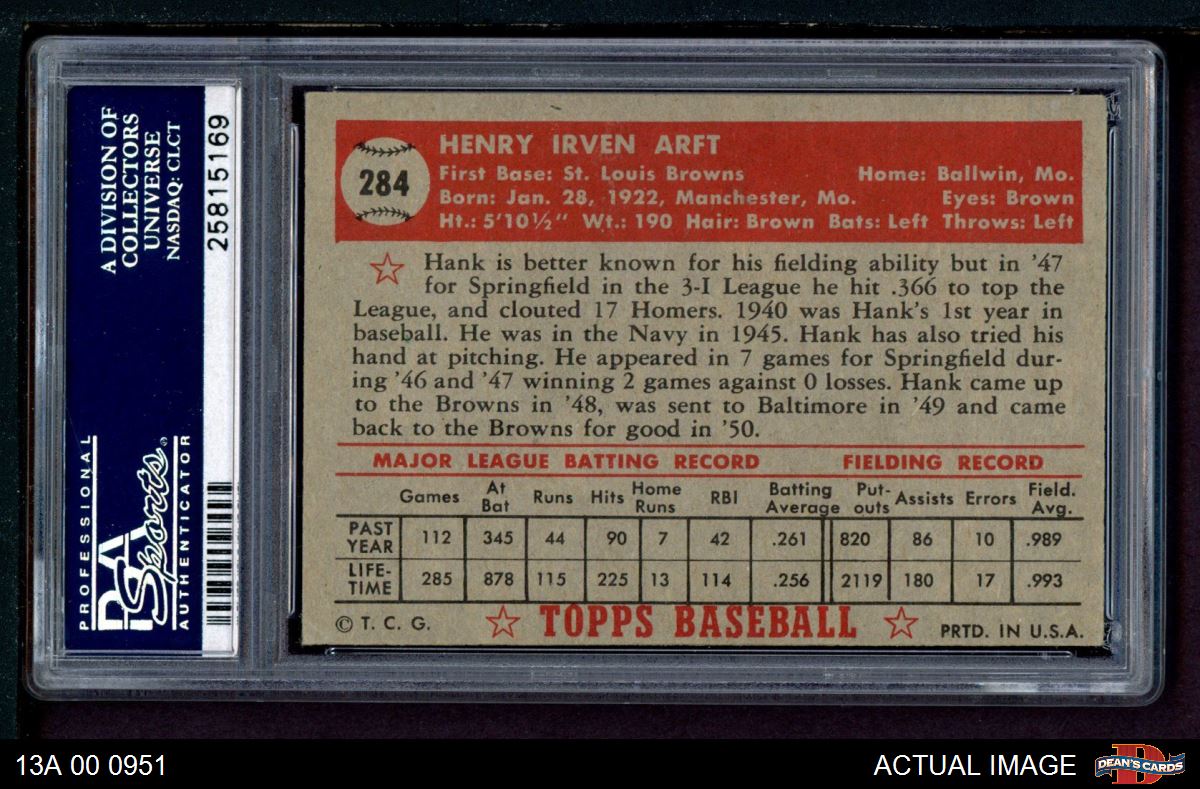 A DIVISION OF
COLLECTORS
UNIVERSE
NASDAQ: CLCT
25815169
PROFESSIONAL
PSA
Sports
AUTHENTICATOR
284
HENRY IRVEN ARFT
First Base: St. Louis Browns Home: Ballwin, Mo.
Born: Jan. 28, 1922, Manchester, Mo. Eyes: Brown
Ht.: 5'10½" Wt.: 190 Hair: Brown Bats: Left Throws: Left
Hank is better known for his fielding ability but in '47
for Springfield in the 3-I League he hit .366 to top the
League, and clouted 17 Homers. 1940 was Hank's 1st year in
baseball. He was in the Navy in 1945. Hank has also tried his
hand at pitching. He appeared in 7 games for Springfield dur-
ing '46 and '47 winning 2 games against 0 losses. Hank came up
to the Browns in '48, was sent to Baltimore in '49 and came
back to the Browns for good in '50.
MAJOR LEAGUE BATTING RECORD FIELDING RECORD
Games At Bat Runs Hits Home Runs RBI Batting Average Put-outs Assists Errors Field. Avg.
PAST YEAR 112 345 44 90 7 42 .261 820 86 10 .989
LIFE-TIME 285 878 115 225 13 114 .256 2119 180 17 .993
© T. C. G. TOPPS BASEBALL PRTD. IN U.S.A.
13A 00 0951 ACTUAL IMAGE DEAN'S CARDS